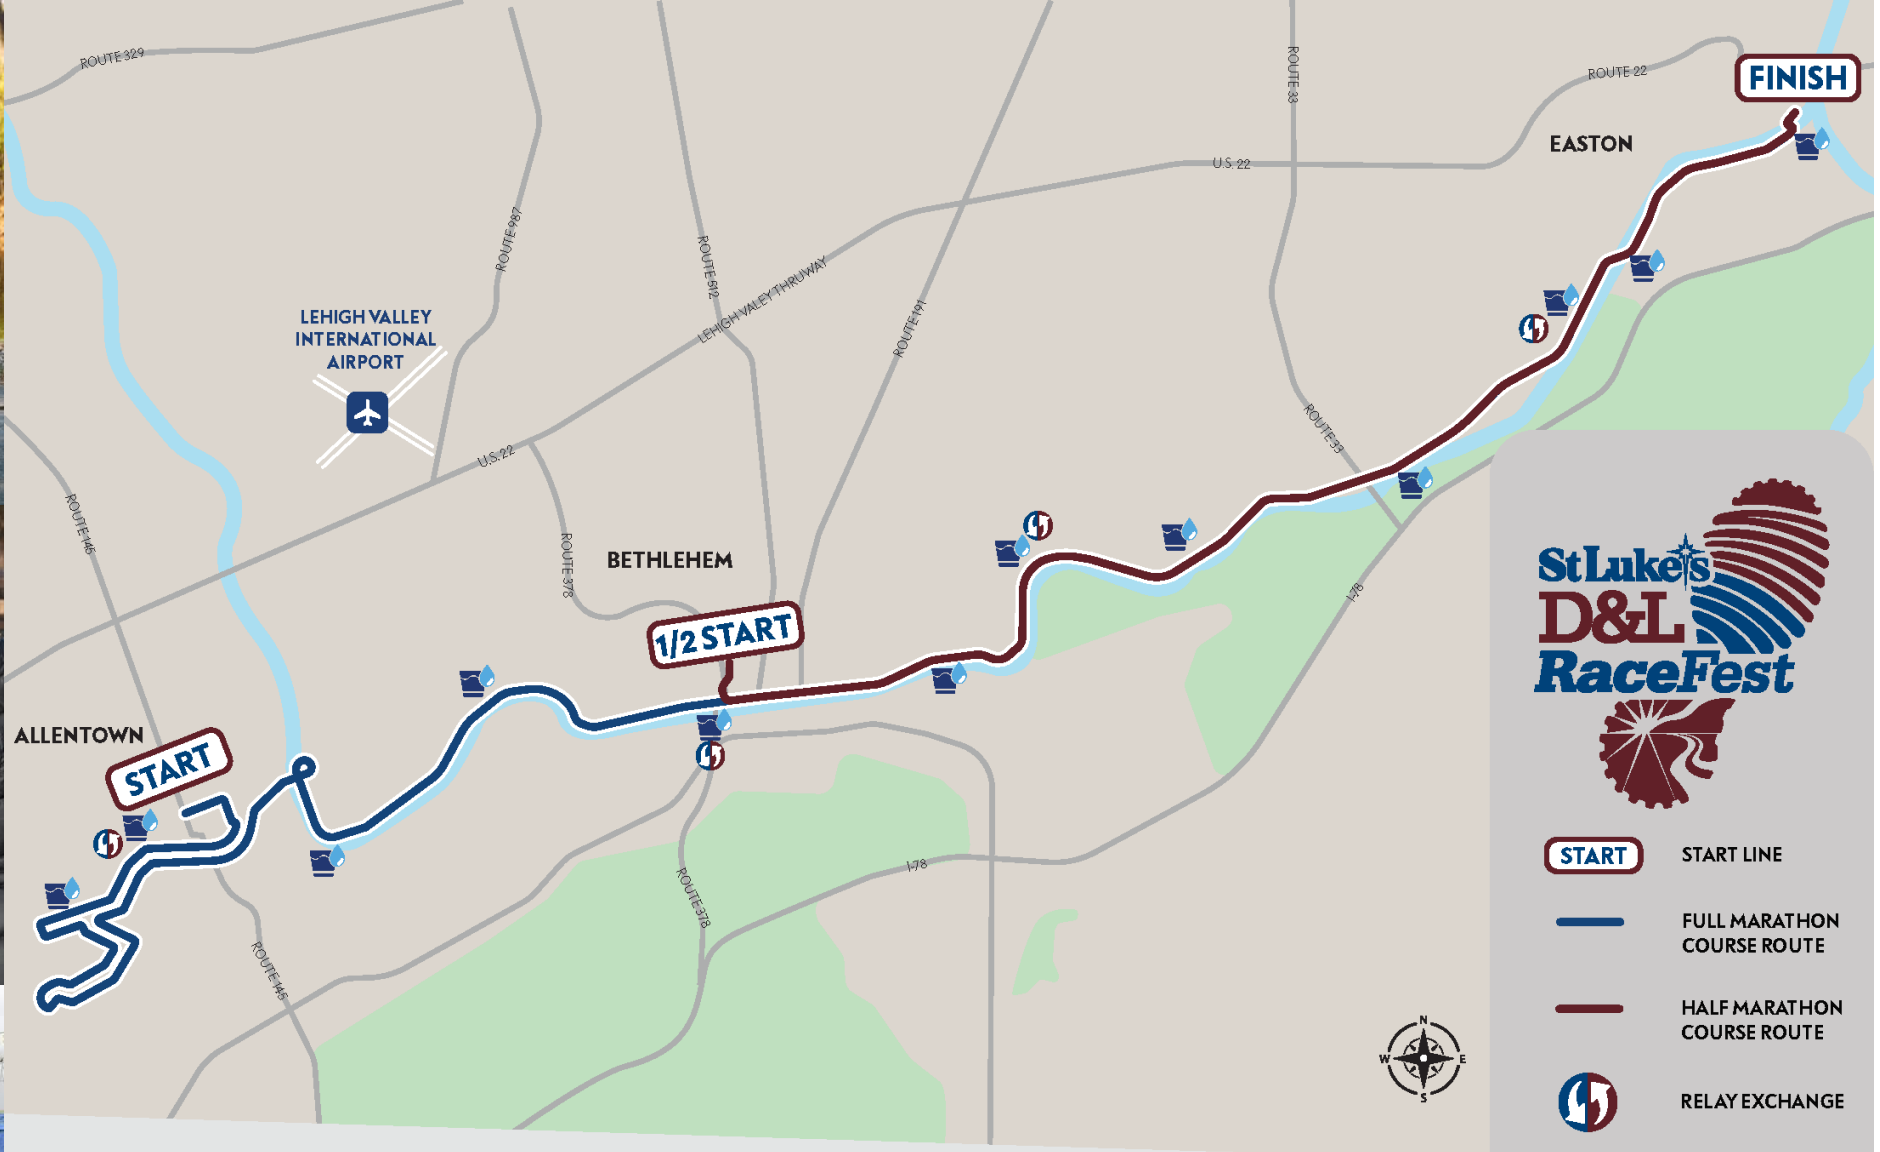 ROUTE 329
ROUTE 987
ROUTE 512
LEHIGH VALEY THRUWAY
ROUTE 191
U.S. 22
ROUTE 33
ROUTE 22
FINISH
EASTON
LEHIGH VALLEY
INTERNATIONAL
AIRPORT
U.S. 22
ROUTE 145
ROUTE 378
BETHLEHEM
1/2 START
ROUTE 33
I-78
ALLENTOWN
START
ROUTE 378
I-78
ROUTE 145
N
W
E
S
St Luke's
D&L
RaceFest
START
START LINE
FULL MARATHON
COURSE ROUTE
HALF MARATHON
COURSE ROUTE
RELAY EXCHANGE